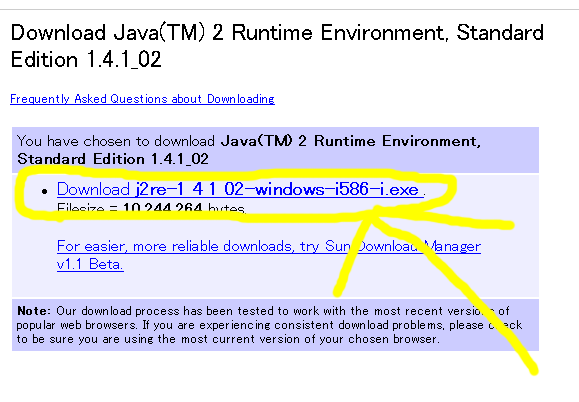 Download Java(TM) 2 Runtime Environment, Standard
Edition 1.4.1_02
Frequently Asked Questions about Downloading
You have chosen to download Java(TM) 2 Runtime Environment,
Standard Edition 1.4.1_02
• Download j2re-1_4_1_02-windows-i586-i.exe .
Filesize = 10,244,264 bytes.
For easier, more reliable downloads, try Sun Download Manager
v1.1 Beta.
Note: Our download process has been tested to work with the most recent versions of
popular web browsers. If you are experiencing consistent download problems, please check
to be sure you are using the most current version of your chosen browser.